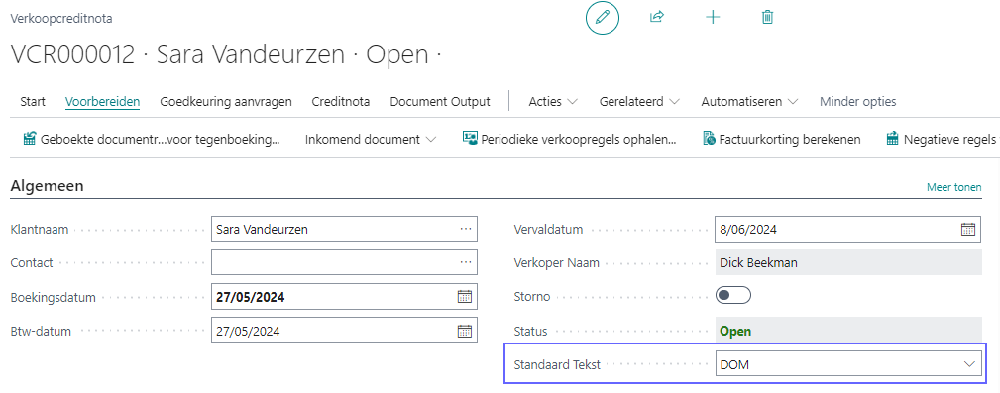 Verkoopcreditnota
VCR000012 · Sara Vandeurzen · Open ·
Start Voorbereiden Goedkeuring aanvragen Creditnota Document Output Acties Gerelateerd Automatiseren Minder opties
Geboekte documentr...voor tegenboeking... Inkomend document Periodieke verkoopregels ophalen... Factuurkorting berekenen Negatieve regels
Algemeen Meer tonen
Klantnaam Sara Vandeurzen Vervaldatum 8/06/2024
Contact Verkoper Naam Dick Beekman
Boekingsdatum 27/05/2024 Storno
Btw-datum 27/05/2024 Status Open
Standaard Tekst DOM